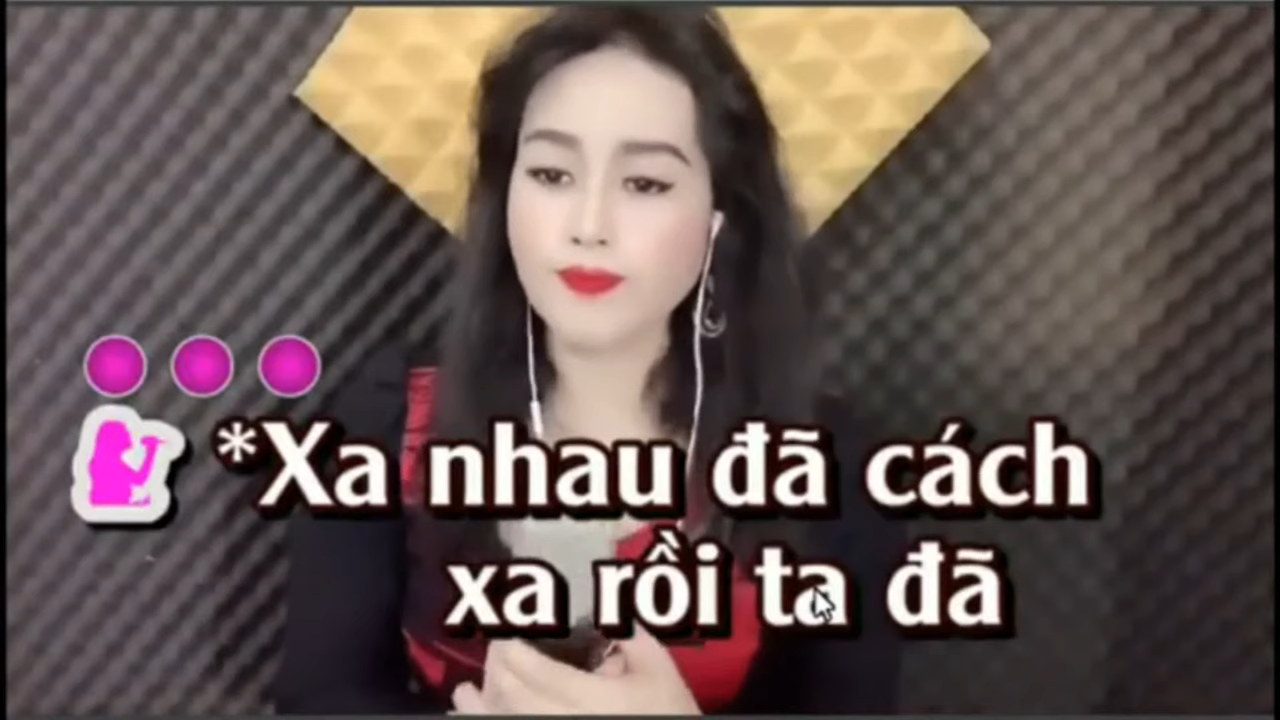 *Xa nhau đã cách
xa rồi ta đã